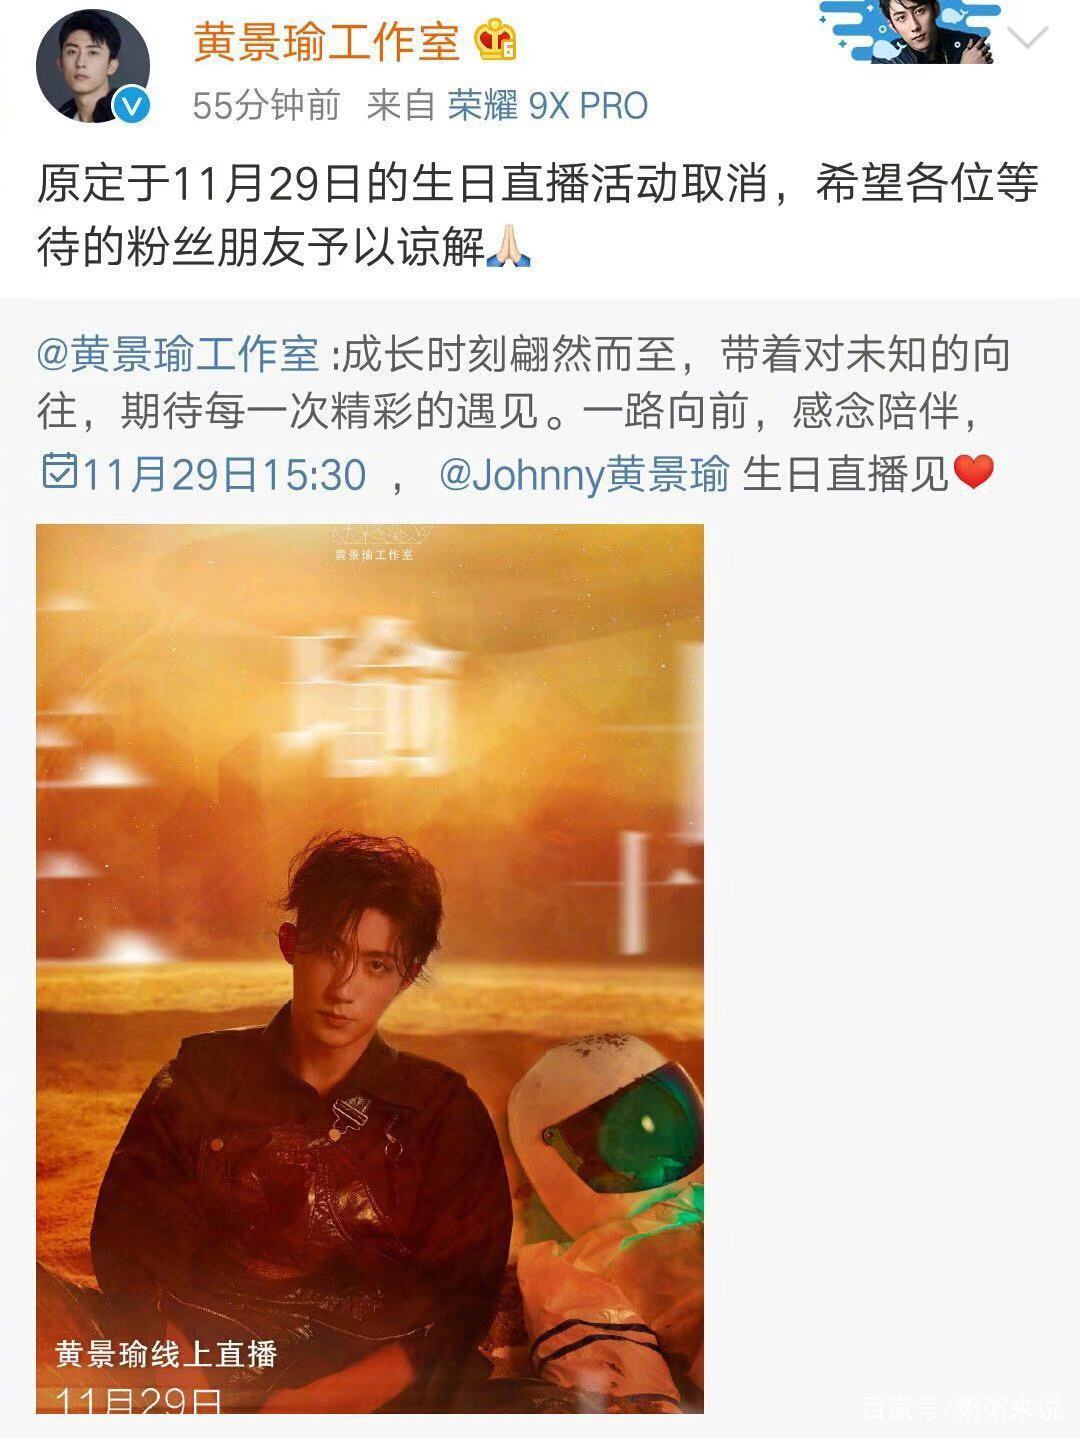 黄景瑜工作室
55分钟前 来自 荣耀 9X PRO
原定于11月29日的生日直播活动取消，希望各位等
待的粉丝朋友予以谅解🙏🏻
@黄景瑜工作室 :成长时刻翩然而至，带着对未知的向
往，期待每一次精彩的遇见。一路向前，感念陪伴，
11月29日15:30 ， @Johnny黄景瑜 生日直播见❤️
黄景瑜工作室
瑜
黄景瑜线上直播
11月29日
百家号/粥粥来说